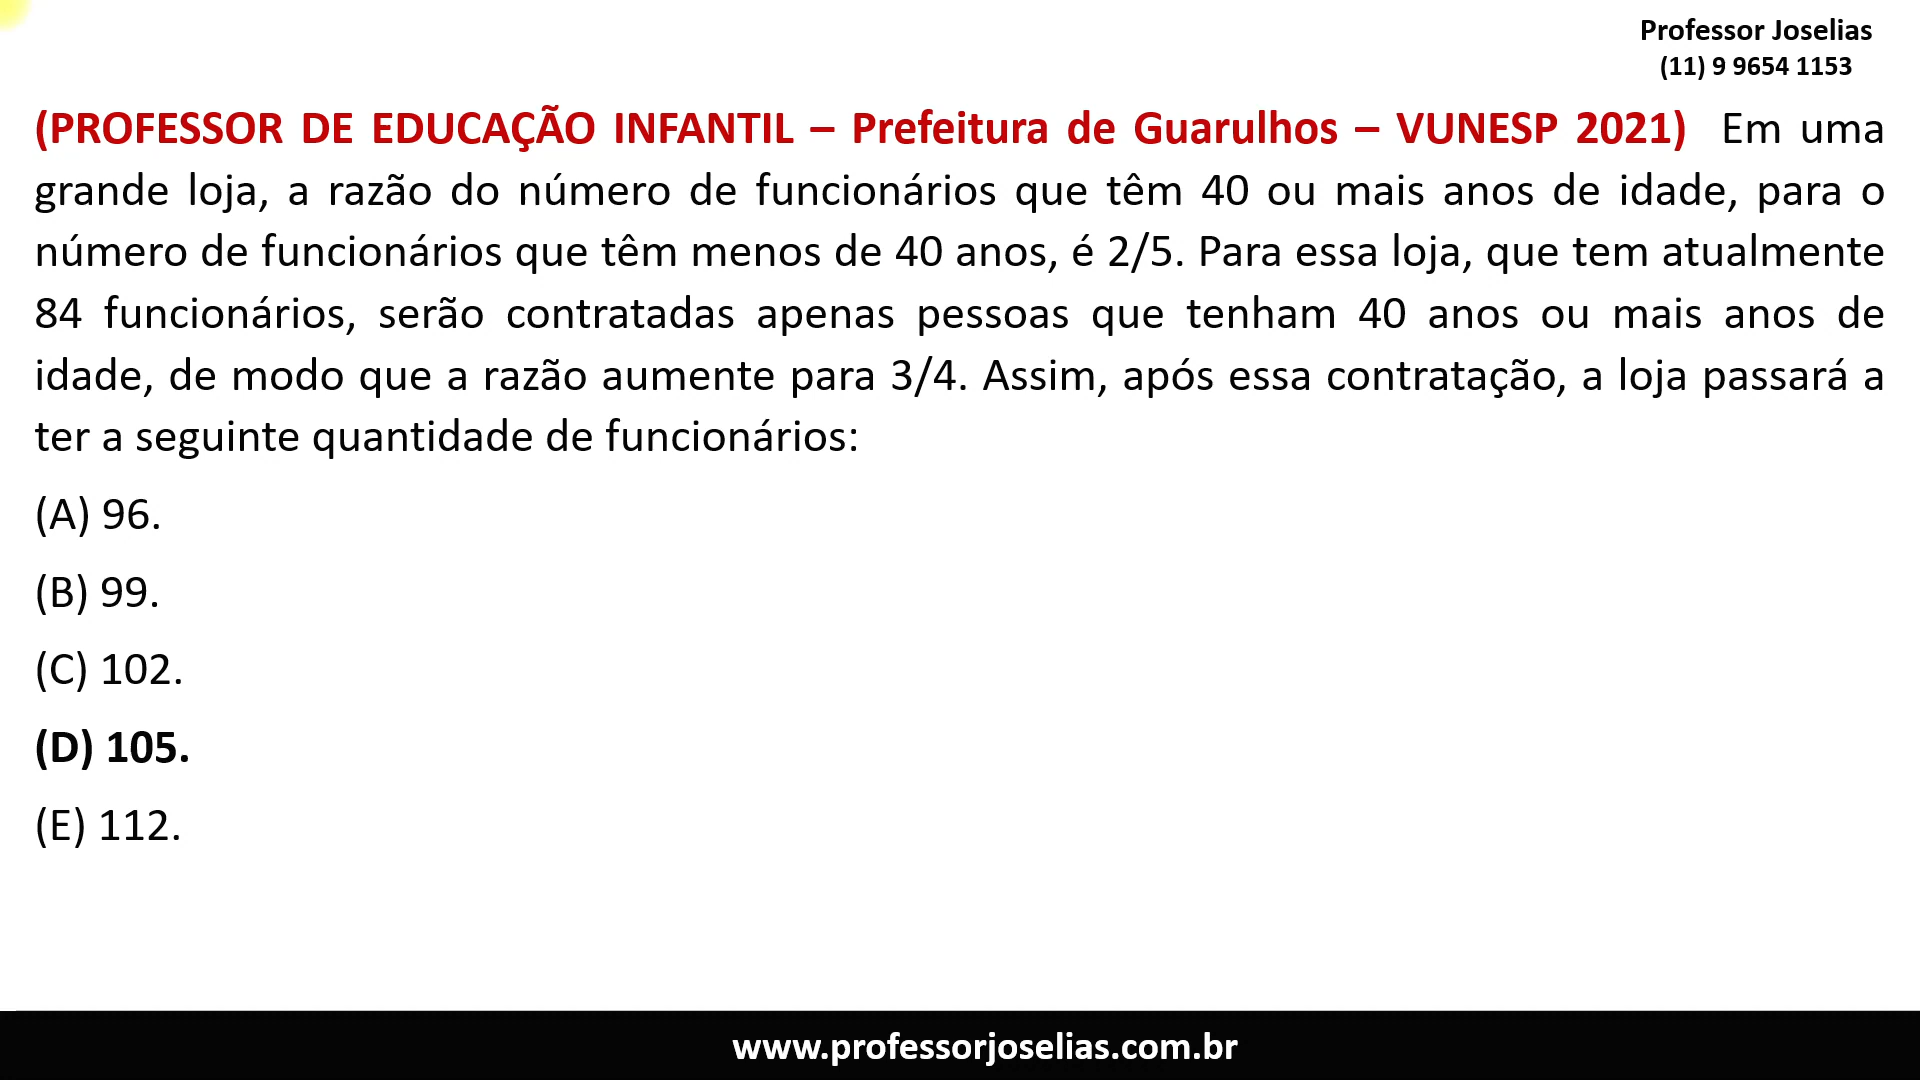 Professor Joselias
(11) 9 9654 1153
(PROFESSOR DE EDUCAÇÃO INFANTIL – Prefeitura de Guarulhos – VUNESP 2021) Em uma
grande loja, a razão do número de funcionários que têm 40 ou mais anos de idade, para o
número de funcionários que têm menos de 40 anos, é 2/5. Para essa loja, que tem atualmente
84 funcionários, serão contratadas apenas pessoas que tenham 40 anos ou mais anos de
idade, de modo que a razão aumente para 3/4. Assim, após essa contratação, a loja passará a
ter a seguinte quantidade de funcionários:
(A) 96.
(B) 99.
(C) 102.
(D) 105.
(E) 112.
www.professorjoselias.com.br